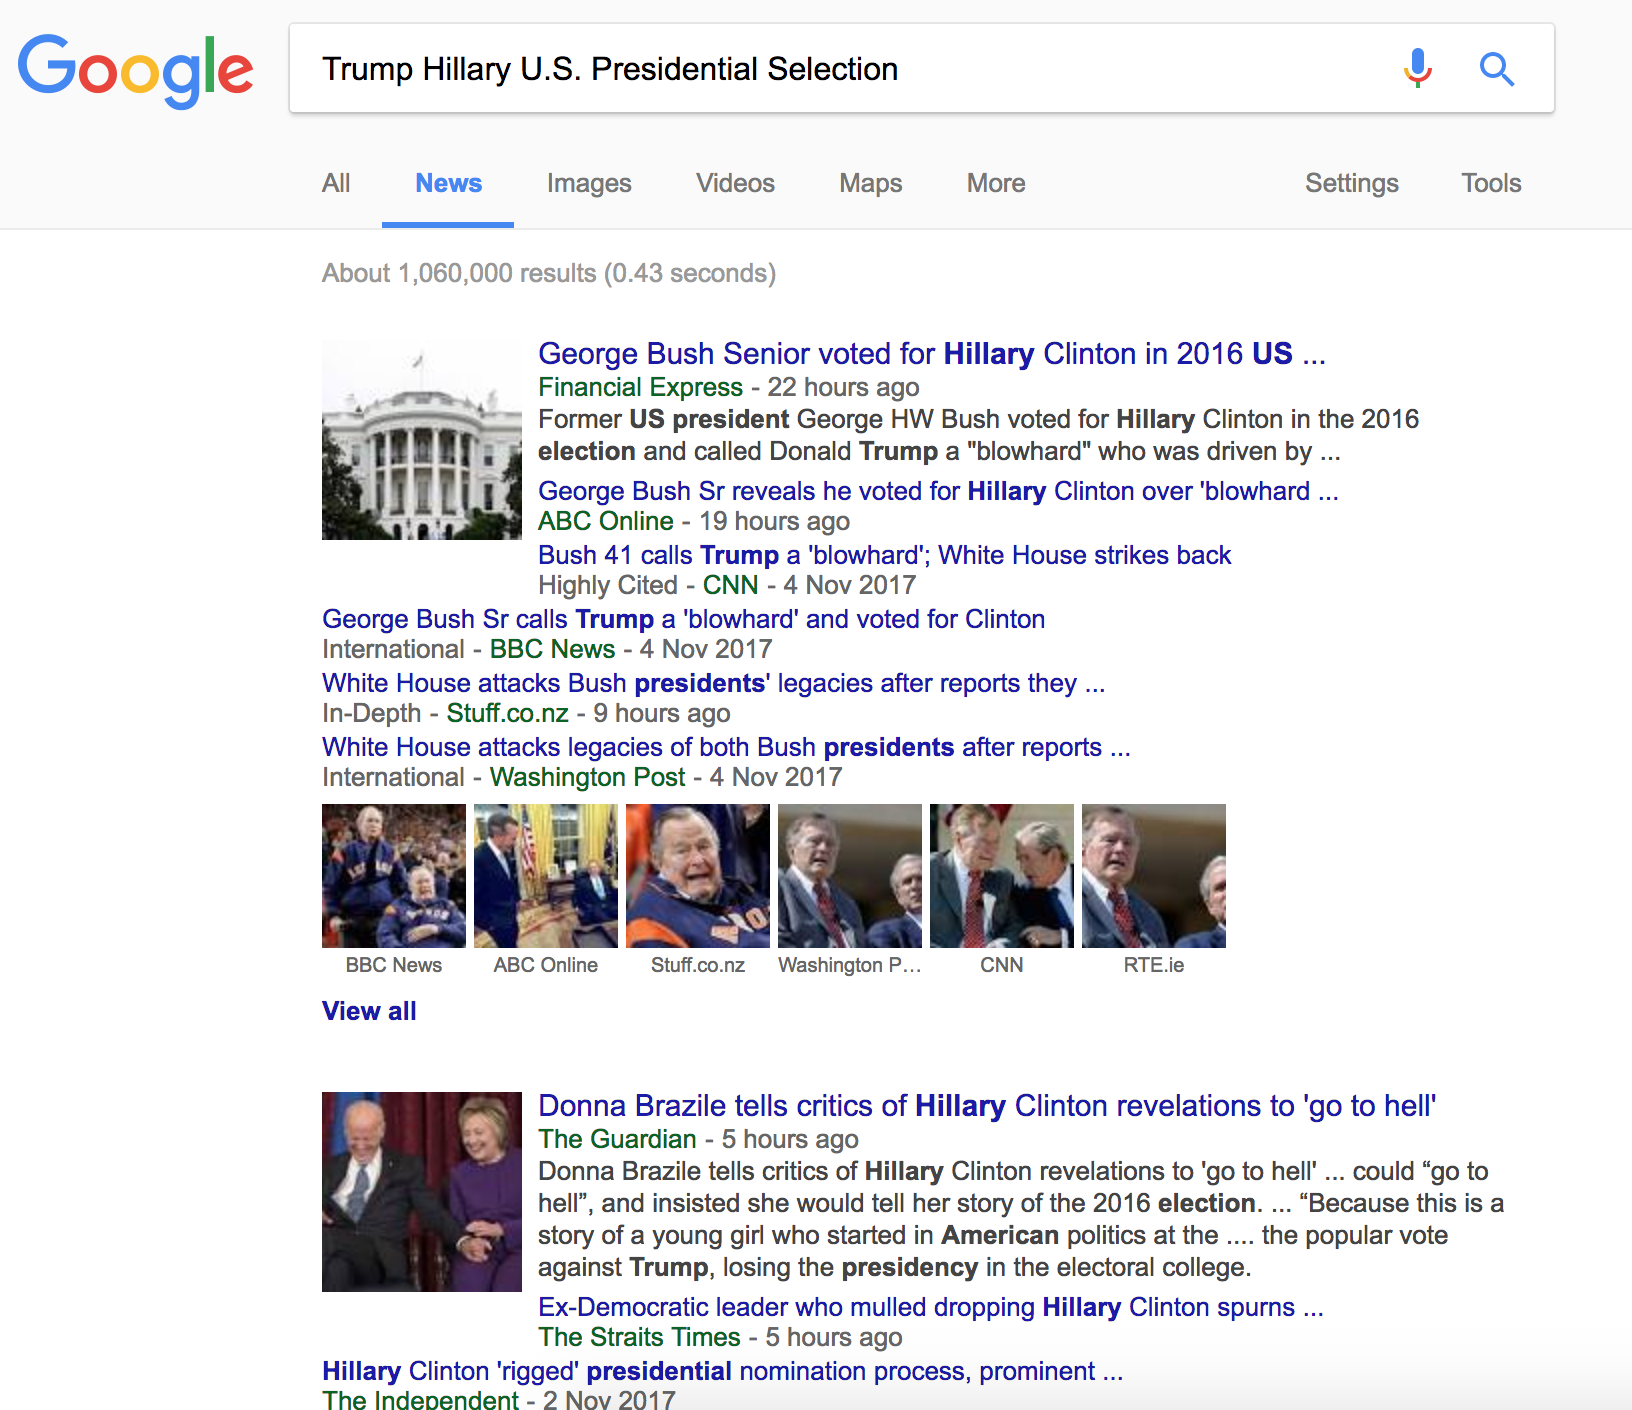 Google
Trump Hillary U.S. Presidential Selection
All News Images Videos Maps More Settings Tools
About 1,060,000 results (0.43 seconds)
George Bush Senior voted for Hillary Clinton in 2016 US ...
Financial Express - 22 hours ago
Former US president George HW Bush voted for Hillary Clinton in the 2016
election and called Donald Trump a "blowhard" who was driven by ...
George Bush Sr reveals he voted for Hillary Clinton over 'blowhard ...
ABC Online - 19 hours ago
Bush 41 calls Trump a 'blowhard'; White House strikes back
Highly Cited - CNN - 4 Nov 2017
George Bush Sr calls Trump a 'blowhard' and voted for Clinton
International - BBC News - 4 Nov 2017
White House attacks Bush presidents' legacies after reports they ...
In-Depth - Stuff.co.nz - 9 hours ago
White House attacks legacies of both Bush presidents after reports ...
International - Washington Post - 4 Nov 2017
BBC News ABC Online Stuff.co.nz Washington P... CNN RTE.ie
View all
Donna Brazile tells critics of Hillary Clinton revelations to 'go to hell'
The Guardian - 5 hours ago
Donna Brazile tells critics of Hillary Clinton revelations to 'go to hell' ... could “go to
hell”, and insisted she would tell her story of the 2016 election. ... “Because this is a
story of a young girl who started in American politics at the .... the popular vote
against Trump, losing the presidency in the electoral college.
Ex-Democratic leader who mulled dropping Hillary Clinton spurns ...
The Straits Times - 5 hours ago
Hillary Clinton 'rigged' presidential nomination process, prominent ...
The Independent - 2 Nov 2017